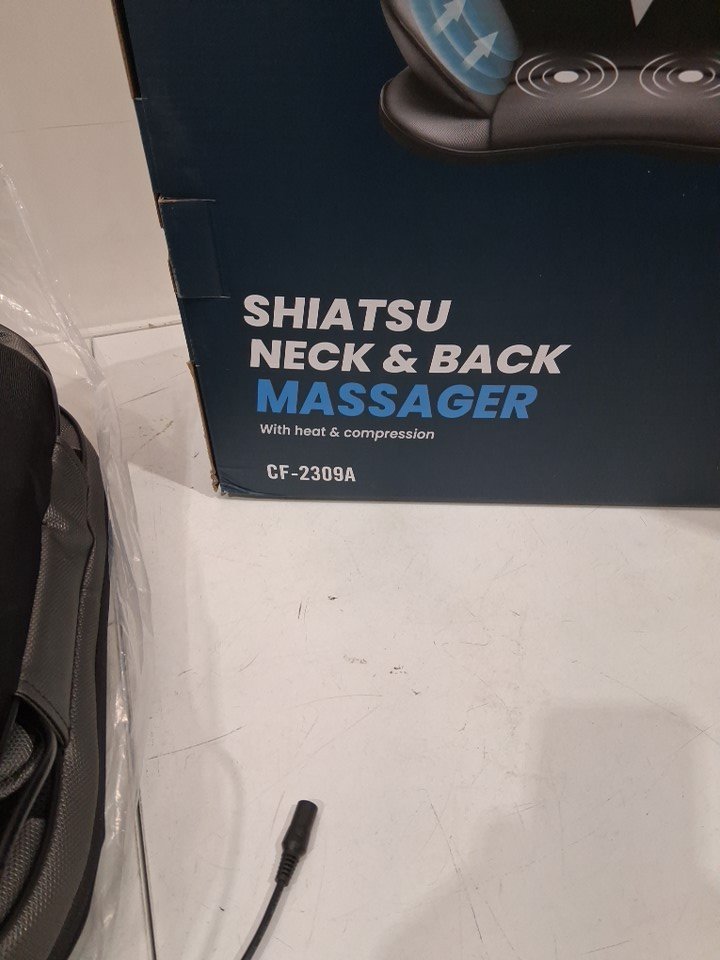 SHIATSU
NECK & BACK
MASSAGER
With heat & compression
CF-2309A